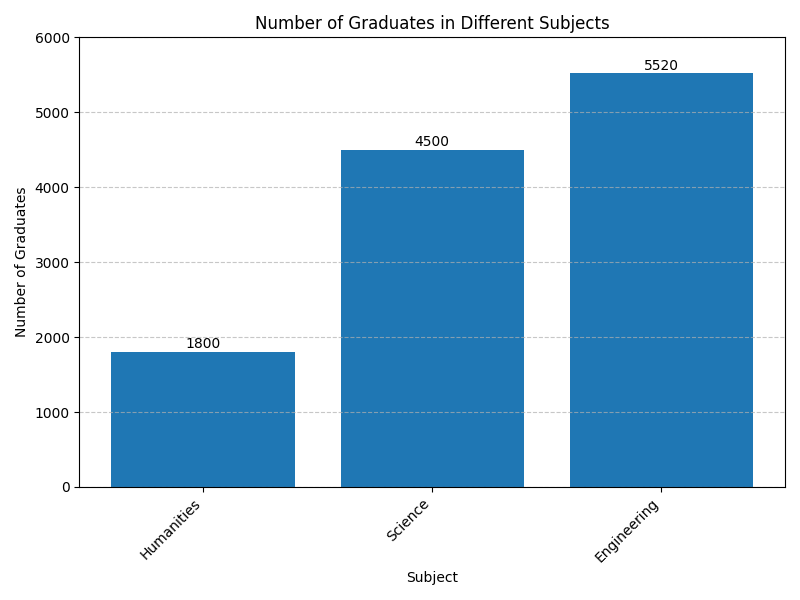 Number of Graduates in Different Subjects
Number of Graduates
6000
5000
4000
3000
2000
1000
0
1800
4500
5520
Humanities
Science
Engineering
Subject